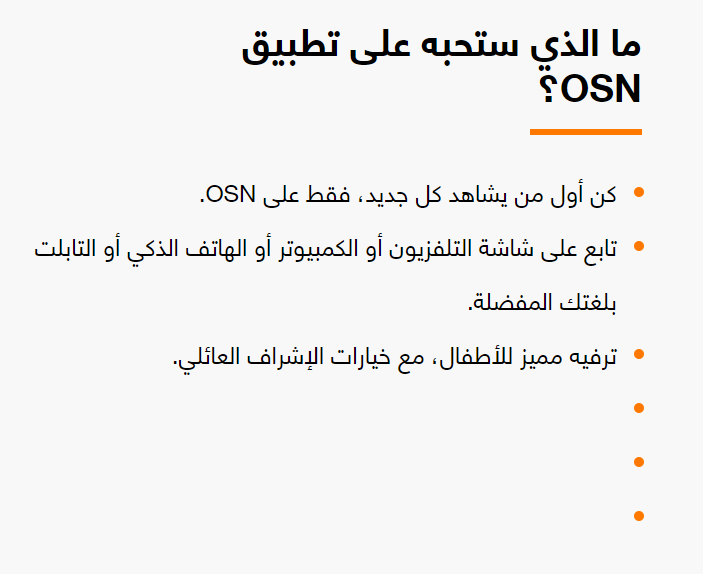 ما الذي ستحبه على تطبيق
OSN؟
كن أول من يشاهد كل جديد، فقط على OSN.
تابع على شاشة التلفزيون أو الكمبيوتر أو الهاتف الذكي أو التابلت
بلغتك المفضلة.
ترفيه مميز للأطفال، مع خيارات الإشراف العائلي.